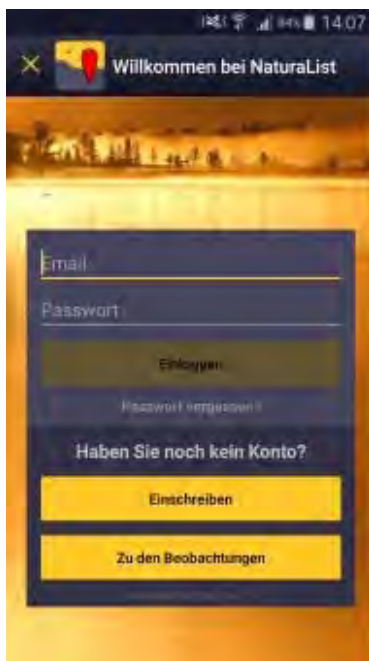 84% 14:07
Willkommen bei NaturaList
Email
Passwort
Einloggen
Passwort vergessen?
Haben Sie noch kein Konto?
Einschreiben
Zu den Beobachtungen